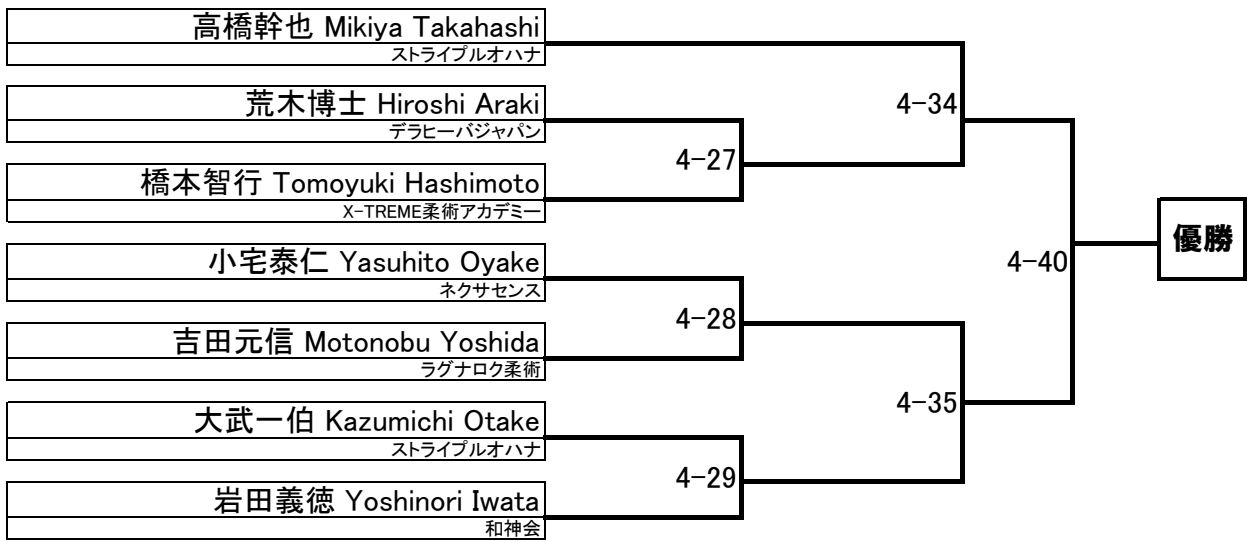 高橋幹也 Mikiya Takahashi
ストライプルオハナ
荒木博士 Hiroshi Araki
デラヒーバジャパン
4-34
4-27
橋本智行 Tomoyuki Hashimoto
X-TREME柔術アカデミー
優勝
小宅泰仁 Yasuhito Oyake
ネクサセンス
4-40
4-28
吉田元信 Motonobu Yoshida
ラグナロク柔術
大武一伯 Kazumichi Otake
ストライプルオハナ
4-35
4-29
岩田義徳 Yoshinori Iwata
和神会